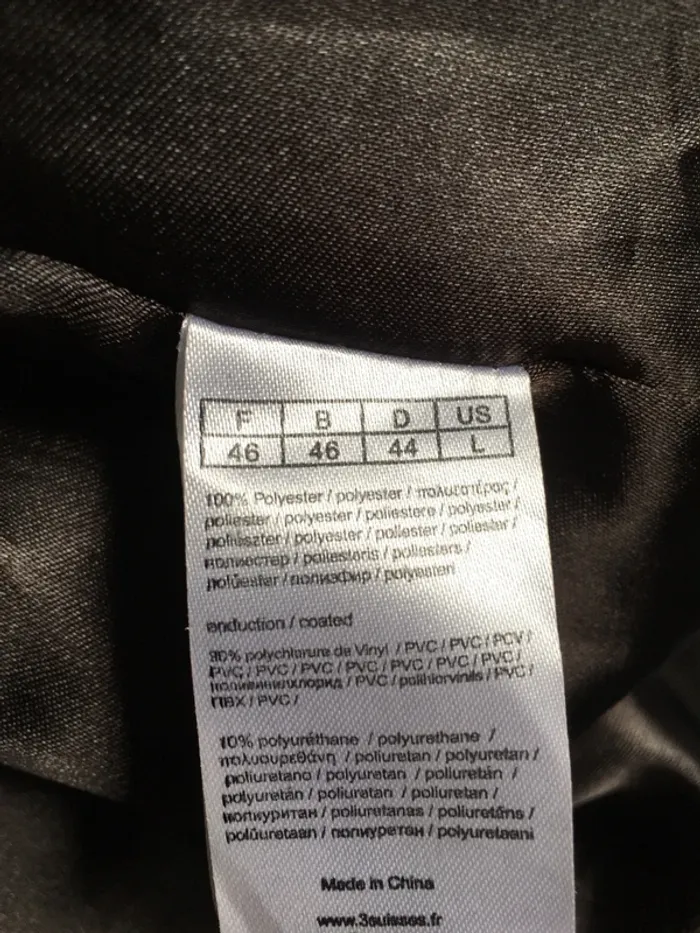 F B D US
46 46 44 L
100% Polyester / polyester / πολυεστέρας /
poliester / polyester / poliestere / polyester /
poliészter / polyester / poliester / poliester /
полиестер / poliesteris / poliesters /
polüester / полиэфир / polyesteri
enduction / coated
90% polychlorure de Vinyl / PVC / PVC / PCV /
PVC / PVC / PVC / PVC / PVC / PVC / PVC /
поливинилхлорид / PVC / polihlorvinils / PVC /
ПВХ / PVC /
10% polyuréthane / polyurethane /
πολυουρεθάνη / poliuretan / polyuretan /
poliuretano / polyuretan / poliuretán /
polyuretán / poliuretan / poliuretan /
полиуритан / poliuretanas / poliuretāns /
polüuretaan / полиуретан / polyuretaani
Made in China
www.3suisses.fr